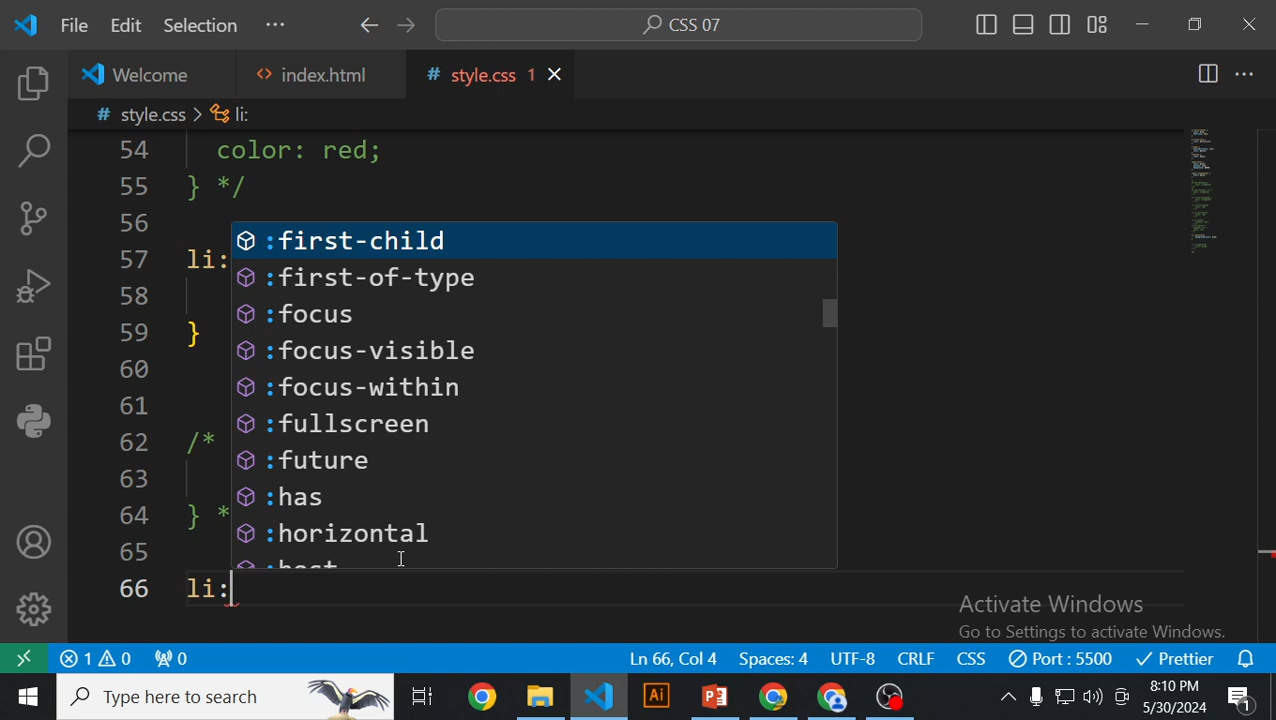 File Edit Selection ··· CSS 07
Welcome index.html # style.css 1
# style.css > li:
54 color: red;
55 } */
56
57 li:
58
59 }
60
61
62 /*
63
64 } *
65
66 li:
:first-child
:first-of-type
:focus
:focus-visible
:focus-within
:fullscreen
:future
:has
:horizontal
:host
Activate Windows
Go to Settings to activate Windows.
1 0 0 Ln 66, Col 4 Spaces: 4 UTF-8 CRLF CSS Port : 5500 Prettier
Type here to search
8:10 PM
5/30/2024
1